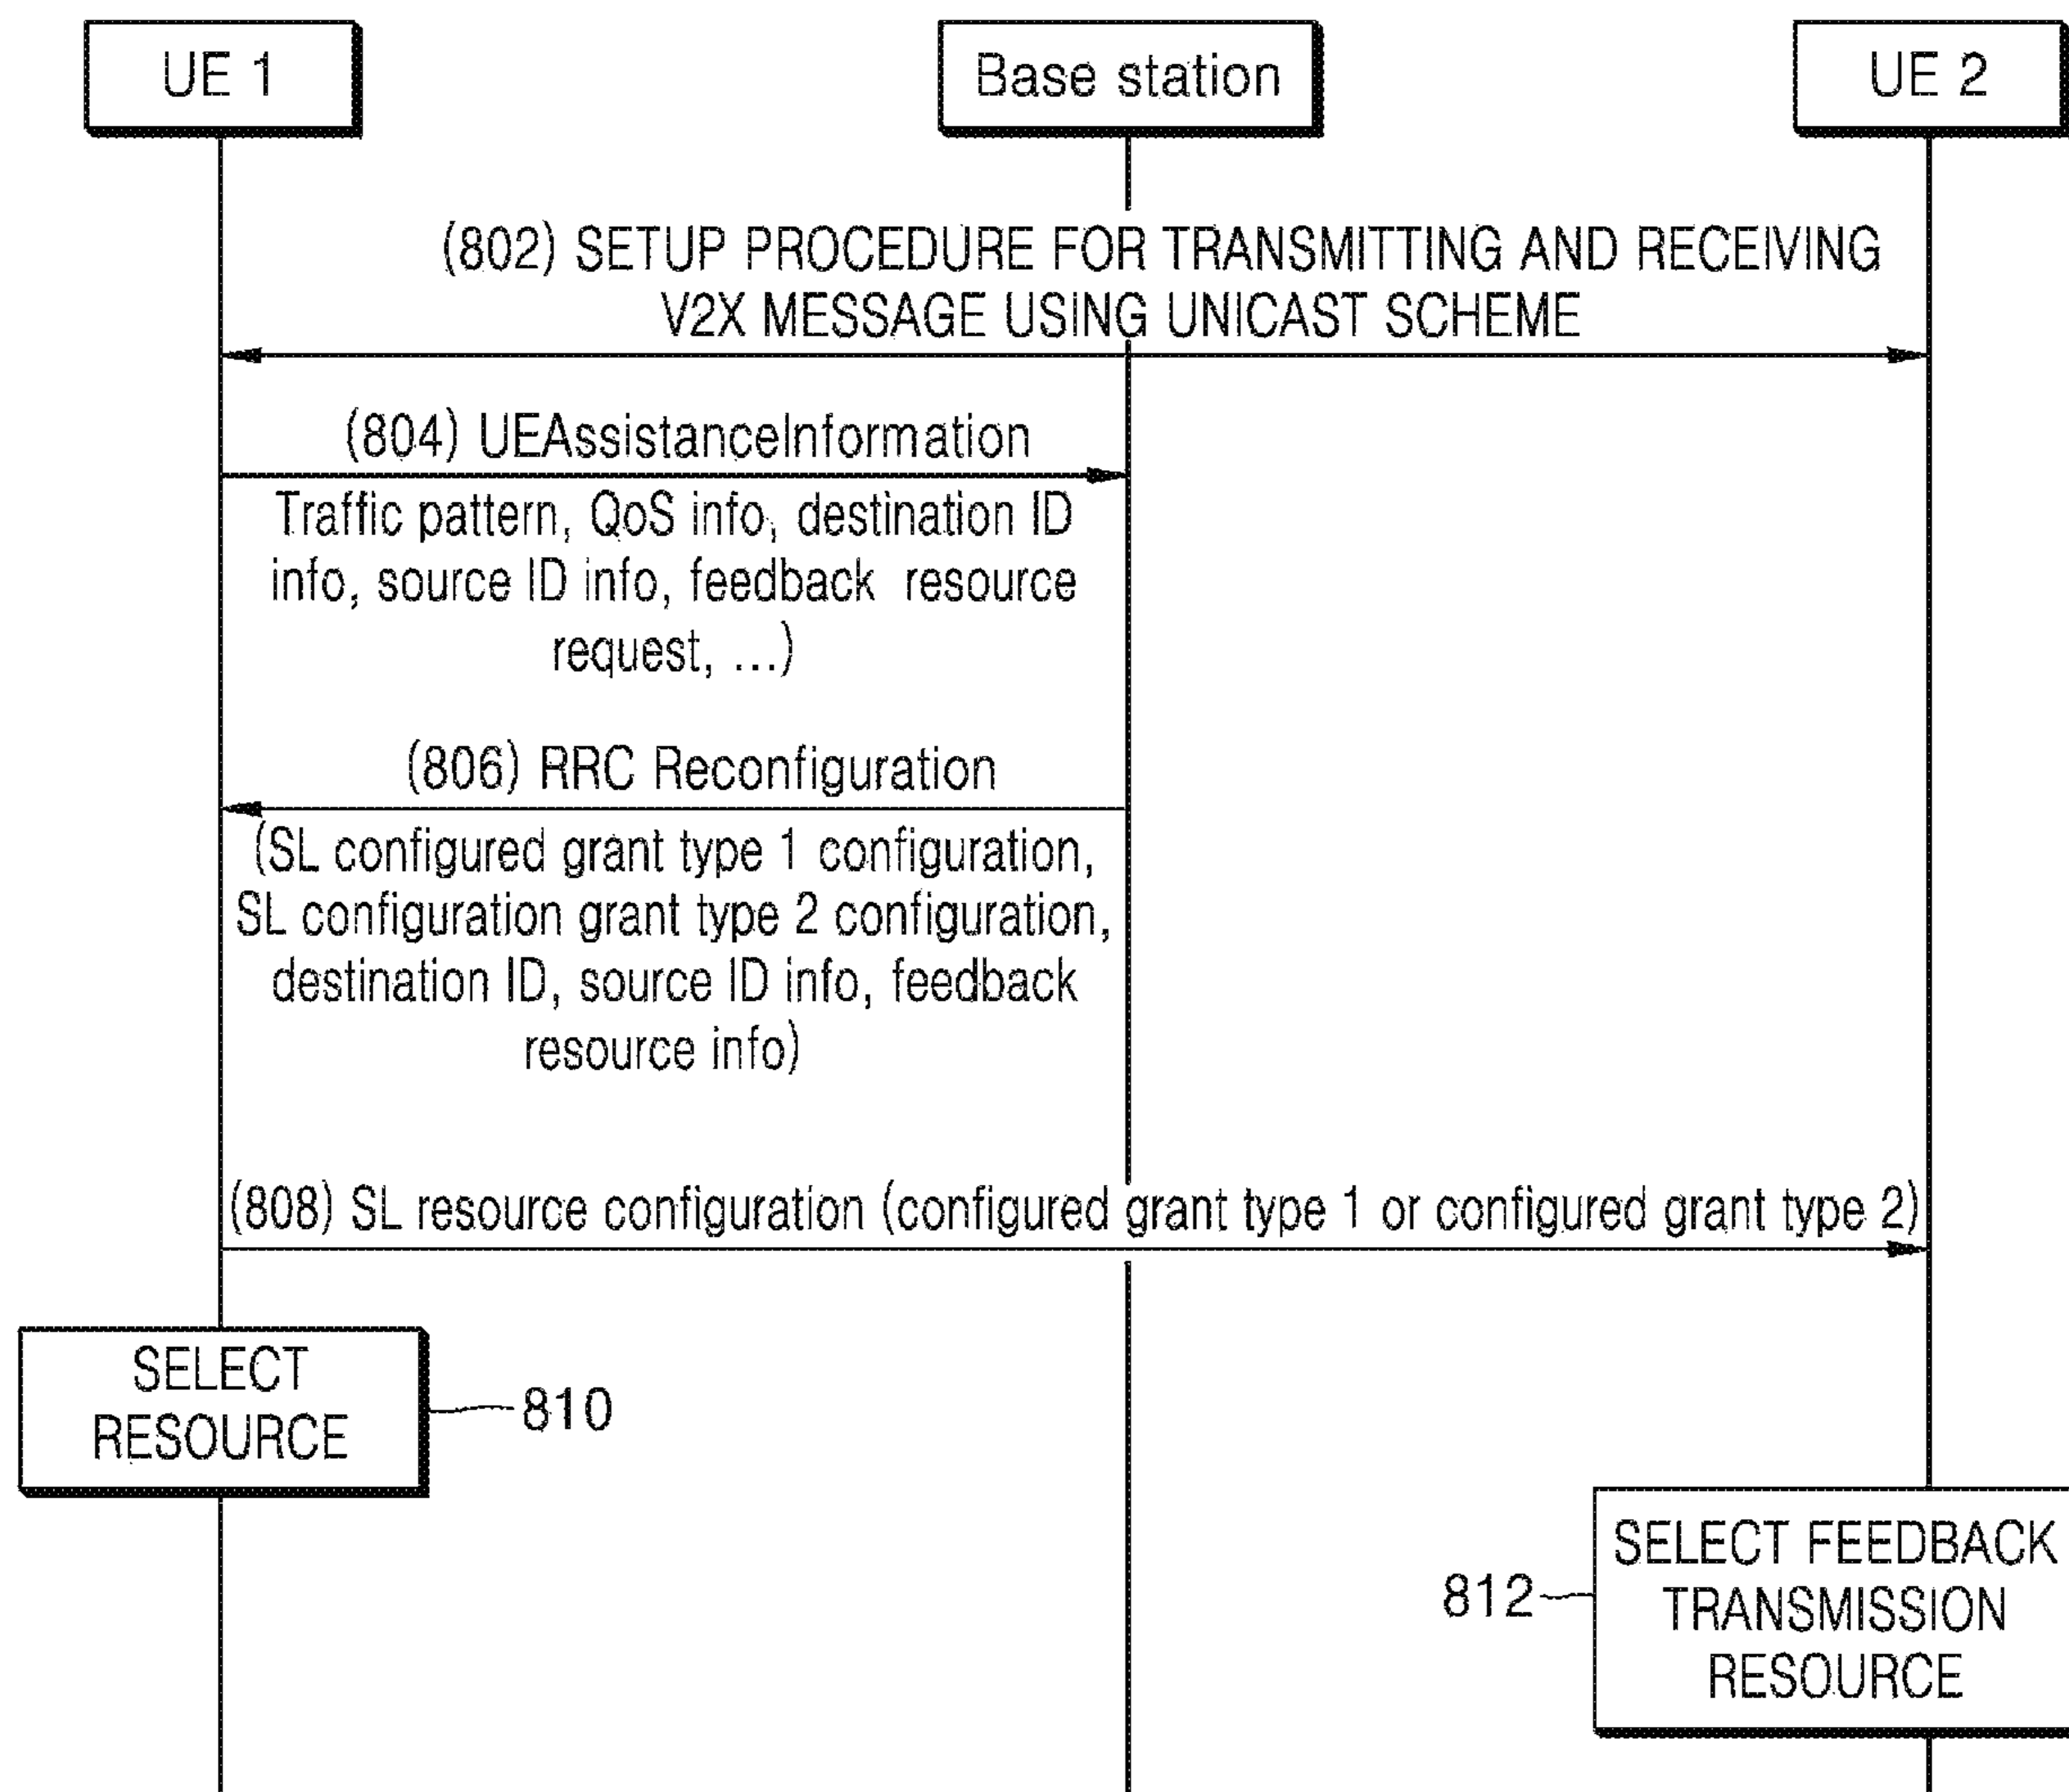 UE 1
Base station
UE 2
(802) SETUP PROCEDURE FOR TRANSMITTING AND RECEIVING
V2X MESSAGE USING UNICAST SCHEME
(804) UEAssistanceInformation
Traffic pattern, QoS info, destination ID
info, source ID info, feedback resource
request, ...)
(806) RRC Reconfiguration
(SL configured grant type 1 configuration,
SL configuration grant type 2 configuration,
destination ID, source ID info, feedback
resource info)
(808) SL resource configuration (configured grant type 1 or configured grant type 2)
SELECT
RESOURCE
810
SELECT FEEDBACK
TRANSMISSION
RESOURCE
812